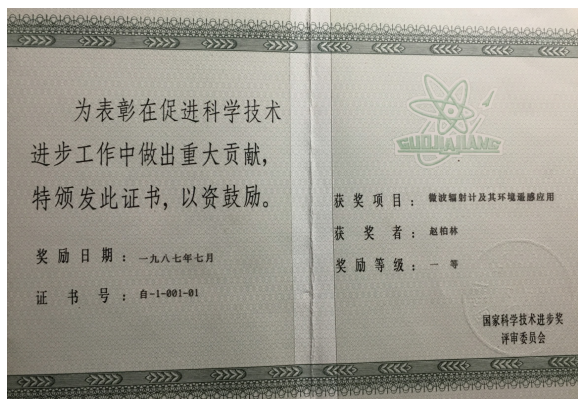 为表彰在促进科学技术
进步工作中做出重大贡献，
特颁发此证书，以资鼓励。
奖励日期：一九八七年七月
证书号：自-1-001-01
GUOJIAJIANG
获奖项目：微波辐射计及其环境遥感应用
获奖者：赵柏林
奖励等级：一等
国家科学技术进步奖
评审委员会